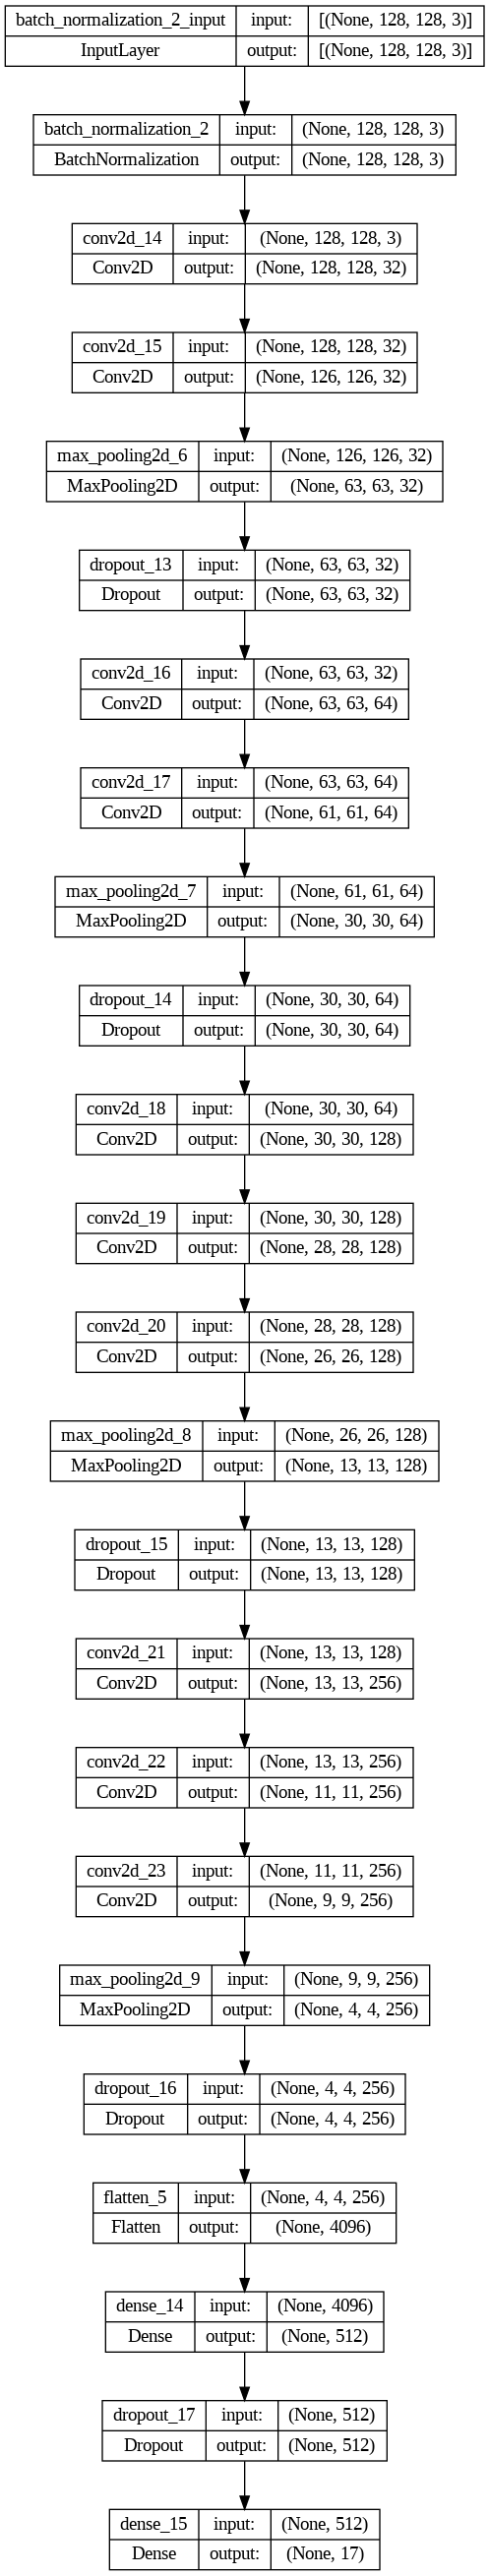 batch_normalization_2_input input: [(None, 128, 128, 3)]
InputLayer output: [(None, 128, 128, 3)]
batch_normalization_2 input: (None, 128, 128, 3)
BatchNormalization output: (None, 128, 128, 3)
conv2d_14 input: (None, 128, 128, 3)
Conv2D output: (None, 128, 128, 32)
conv2d_15 input: (None, 128, 128, 32)
Conv2D output: (None, 126, 126, 32)
max_pooling2d_6 input: (None, 126, 126, 32)
MaxPooling2D output: (None, 63, 63, 32)
dropout_13 input: (None, 63, 63, 32)
Dropout output: (None, 63, 63, 32)
conv2d_16 input: (None, 63, 63, 32)
Conv2D output: (None, 63, 63, 64)
conv2d_17 input: (None, 63, 63, 64)
Conv2D output: (None, 61, 61, 64)
max_pooling2d_7 input: (None, 61, 61, 64)
MaxPooling2D output: (None, 30, 30, 64)
dropout_14 input: (None, 30, 30, 64)
Dropout output: (None, 30, 30, 64)
conv2d_18 input: (None, 30, 30, 64)
Conv2D output: (None, 30, 30, 128)
conv2d_19 input: (None, 30, 30, 128)
Conv2D output: (None, 28, 28, 128)
conv2d_20 input: (None, 28, 28, 128)
Conv2D output: (None, 26, 26, 128)
max_pooling2d_8 input: (None, 26, 26, 128)
MaxPooling2D output: (None, 13, 13, 128)
dropout_15 input: (None, 13, 13, 128)
Dropout output: (None, 13, 13, 128)
conv2d_21 input: (None, 13, 13, 128)
Conv2D output: (None, 13, 13, 256)
conv2d_22 input: (None, 13, 13, 256)
Conv2D output: (None, 11, 11, 256)
conv2d_23 input: (None, 11, 11, 256)
Conv2D output: (None, 9, 9, 256)
max_pooling2d_9 input: (None, 9, 9, 256)
MaxPooling2D output: (None, 4, 4, 256)
dropout_16 input: (None, 4, 4, 256)
Dropout output: (None, 4, 4, 256)
flatten_5 input: (None, 4, 4, 256)
Flatten output: (None, 4096)
dense_14 input: (None, 4096)
Dense output: (None, 512)
dropout_17 input: (None, 512)
Dropout output: (None, 512)
dense_15 input: (None, 512)
Dense output: (None, 17)